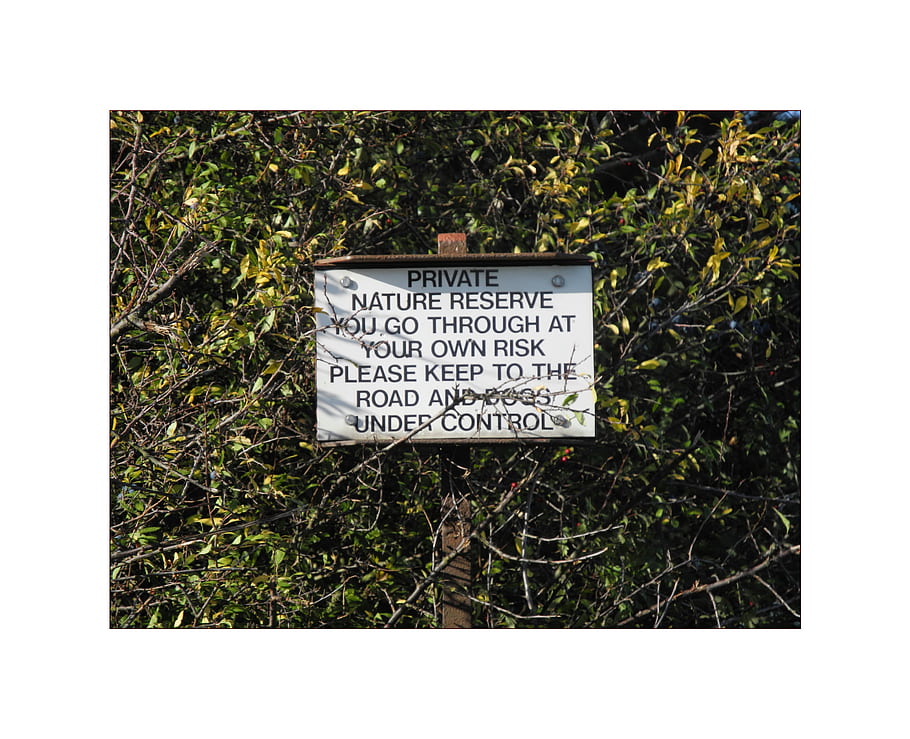 PRIVATE
NATURE RESERVE
YOU GO THROUGH AT
YOUR OWN RISK
PLEASE KEEP TO THE
ROAD AND DOGS
UNDER CONTROL